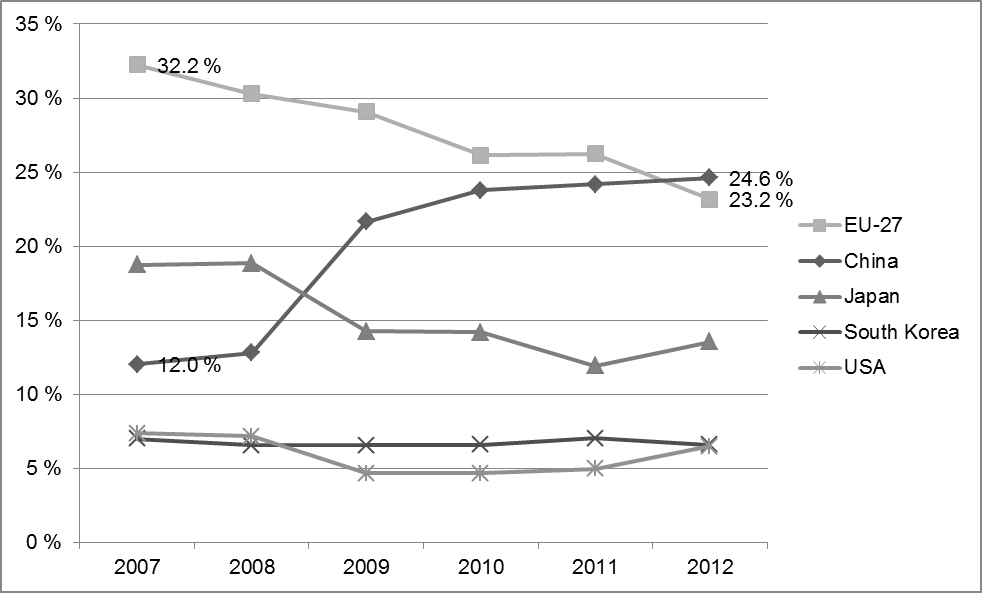 35 %
30 %
25 %
20 %
15 %
10 %
5 %
0 %
32.2 %
12.0 %
24.6 %
23.2 %
2007 2008 2009 2010 2011 2012
EU-27
China
Japan
South Korea
USA